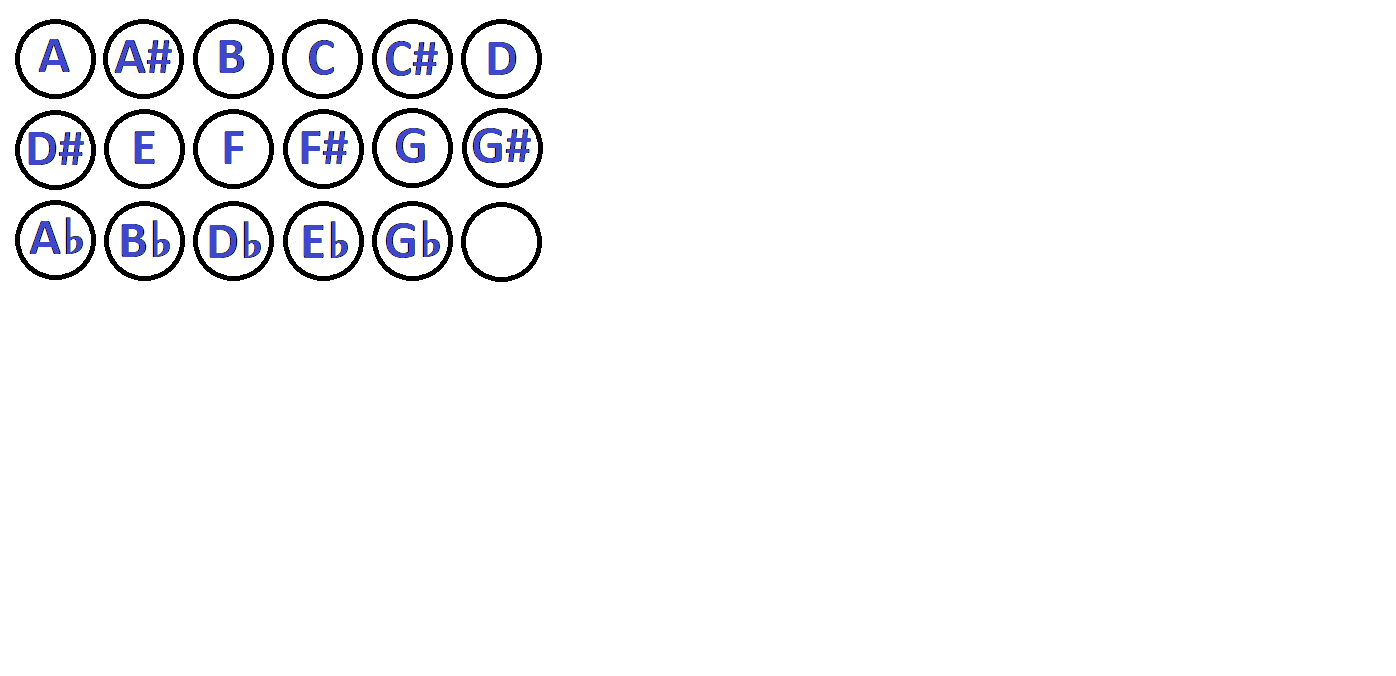 A A# B C C# D
D# E F F# G G#
A♭ B♭ D♭ E♭ G♭